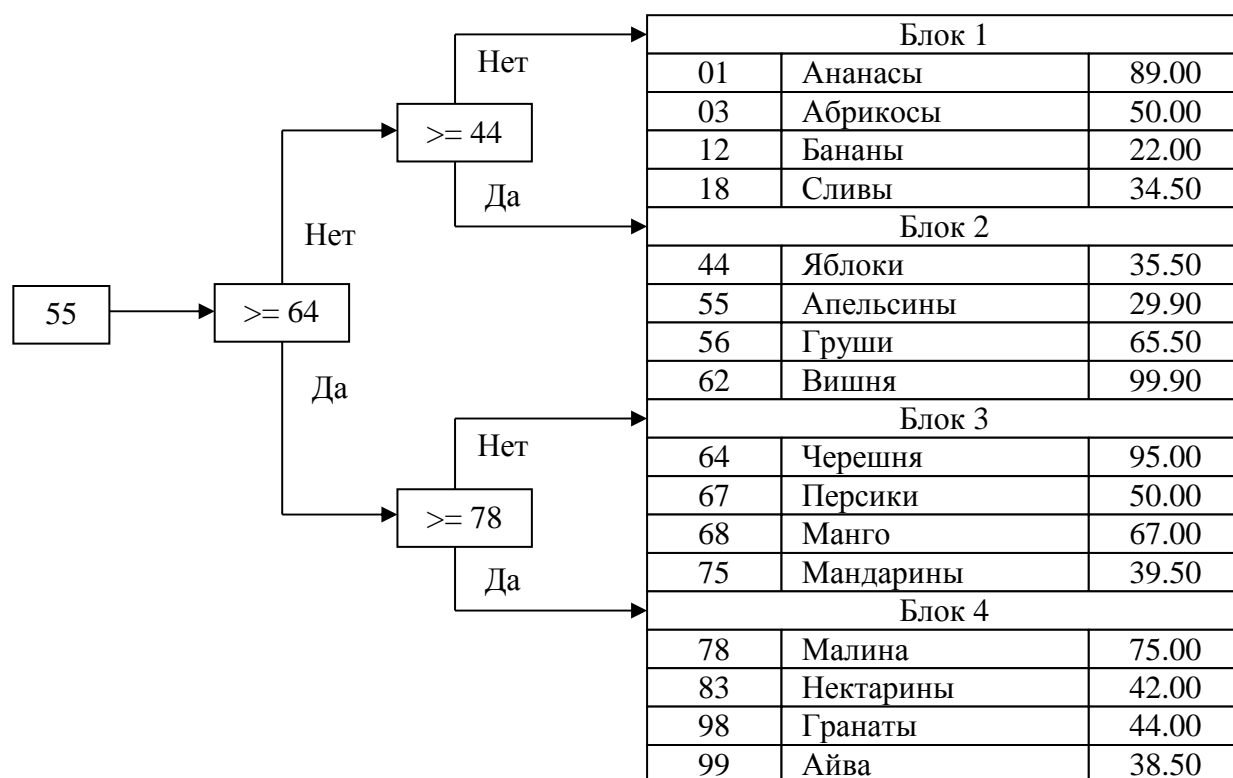 55
>= 64
Нет
Да
>= 44
Нет
Да
>= 78
Нет
Да
Блок 1
01 Ананасы 89.00
03 Абрикосы 50.00
12 Бананы 22.00
18 Сливы 34.50
Блок 2
44 Яблоки 35.50
55 Апельсины 29.90
56 Груши 65.50
62 Вишня 99.90
Блок 3
64 Черешня 95.00
67 Персики 50.00
68 Манго 67.00
75 Мандарины 39.50
Блок 4
78 Малина 75.00
83 Нектарины 42.00
98 Гранаты 44.00
99 Айва 38.50